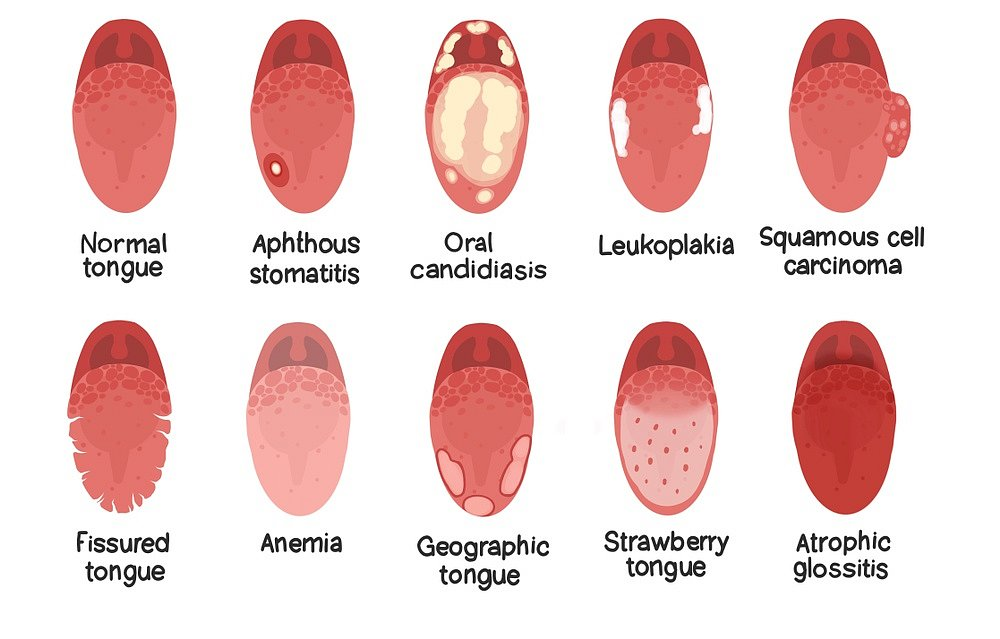 Normal
tongue
Aphthous
stomatitis
Oral
candidiasis
Leukoplakia
Squamous cell
carcinoma
Fissured
tongue
Anemia
Geographic
tongue
Strawberry
tongue
Atrophic
glossitis